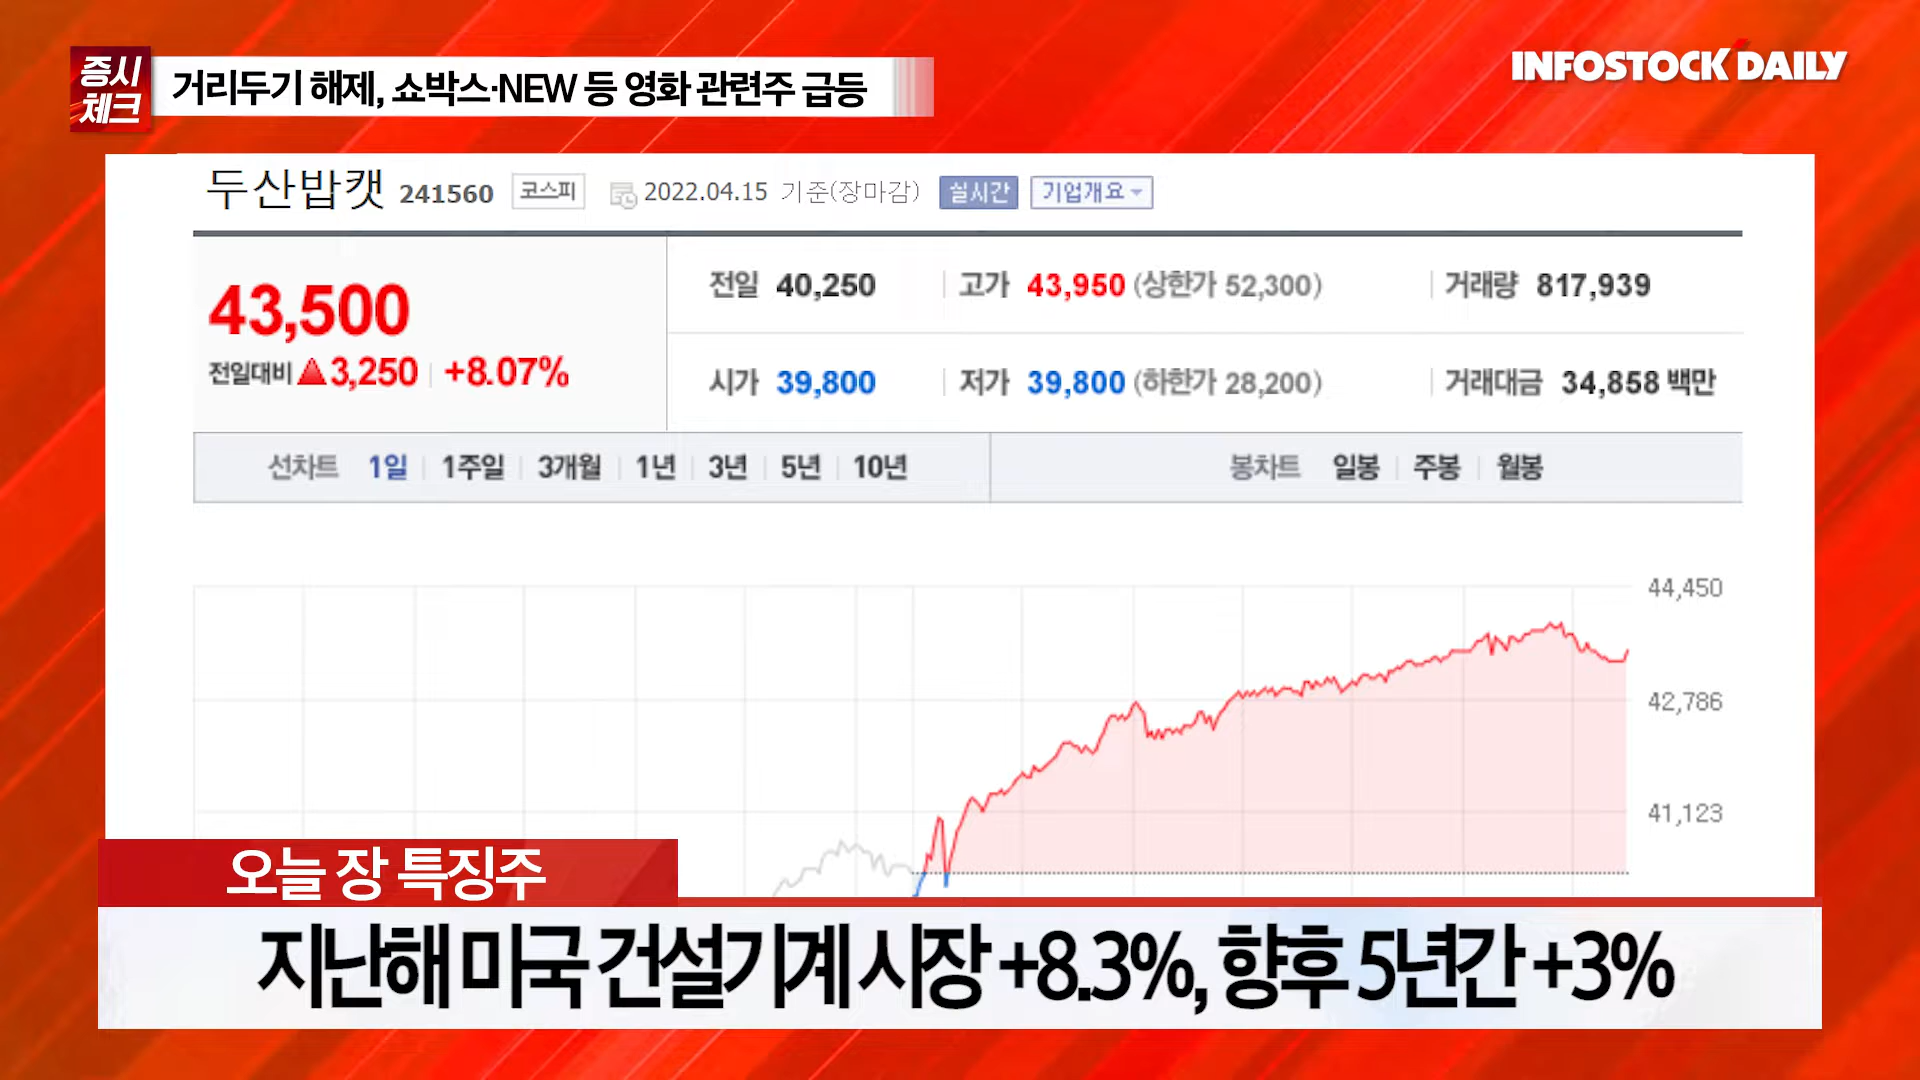 증시
체크
거리두기 해제, 쇼박스·NEW 등 영화 관련주 급등
INFOSTOCK DAILY
두산밥캣 241560 코스피 2022.04.15 기준(장마감) 실시간 기업개요
43,500
전일대비 ▲3,250 +8.07%
전일 40,250 고가 43,950 (상한가 52,300) 거래량 817,939
시가 39,800 저가 39,800 (하한가 28,200) 거래대금 34,858 백만
선차트 1일 1주일 3개월 1년 3년 5년 10년 봉차트 일봉 주봉 월봉
44,450
42,786
41,123
오늘 장 특징주
지난해 미국 건설기계 시장 +8.3%, 향후 5년간 +3%